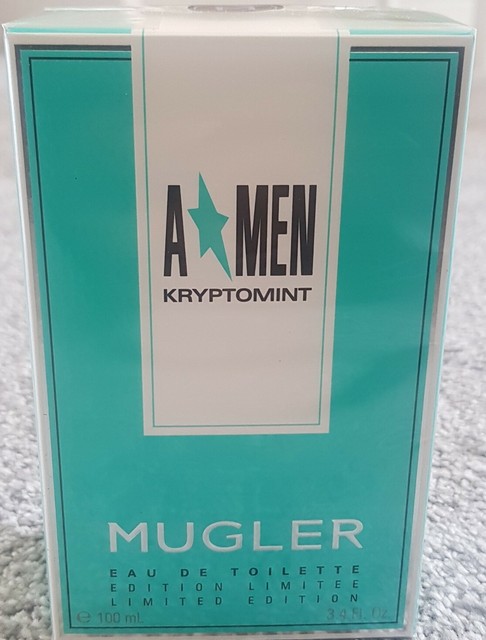 A★MEN
KRYPTOMINT
MUGLER
EAU DE TOILETTE
EDITION LIMITEE
LIMITED EDITION
℮ 100 ml. 3.4 FL. Oz.